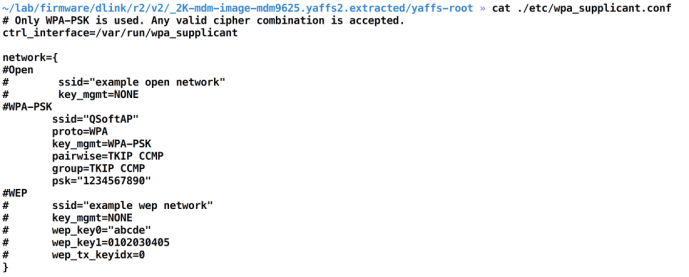 ~/lab/firmware/dlink/r2/v2/_2K-mdm-image-mdm9625.yaffs2.extracted/yaffs-root » cat ./etc/wpa_supplicant.conf
# Only WPA-PSK is used. Any valid cipher combination is accepted.
ctrl_interface=/var/run/wpa_supplicant

network={
#Open
#       ssid="example open network"
#       key_mgmt=NONE
#WPA-PSK
        ssid="QSoftAP"
        proto=WPA
        key_mgmt=WPA-PSK
        pairwise=TKIP CCMP
        group=TKIP CCMP
        psk="1234567890"
#WEP
#       ssid="example wep network"
#       key_mgmt=NONE
#       wep_key0="abcde"
#       wep_key1=0102030405
#       wep_tx_keyidx=0
}